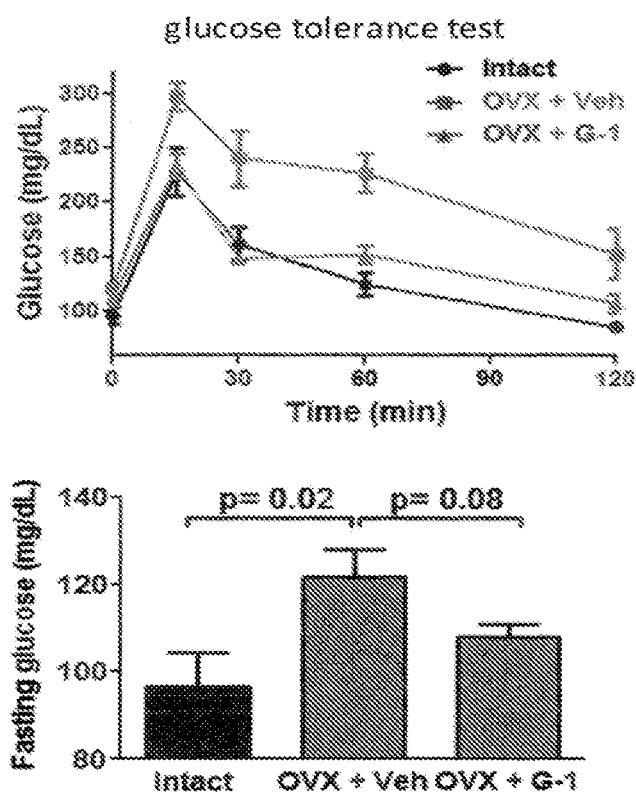 glucose tolerance test
Intact
OVX + Veh
OVX + G-1
Glucose (mg/dL)
300
250
200
150
100
0 30 60 90 120
Time (min)
Fasting glucose (mg/dL)
140
120
100
80
p= 0.02 p= 0.08
Intact OVX + Veh OVX + G-1